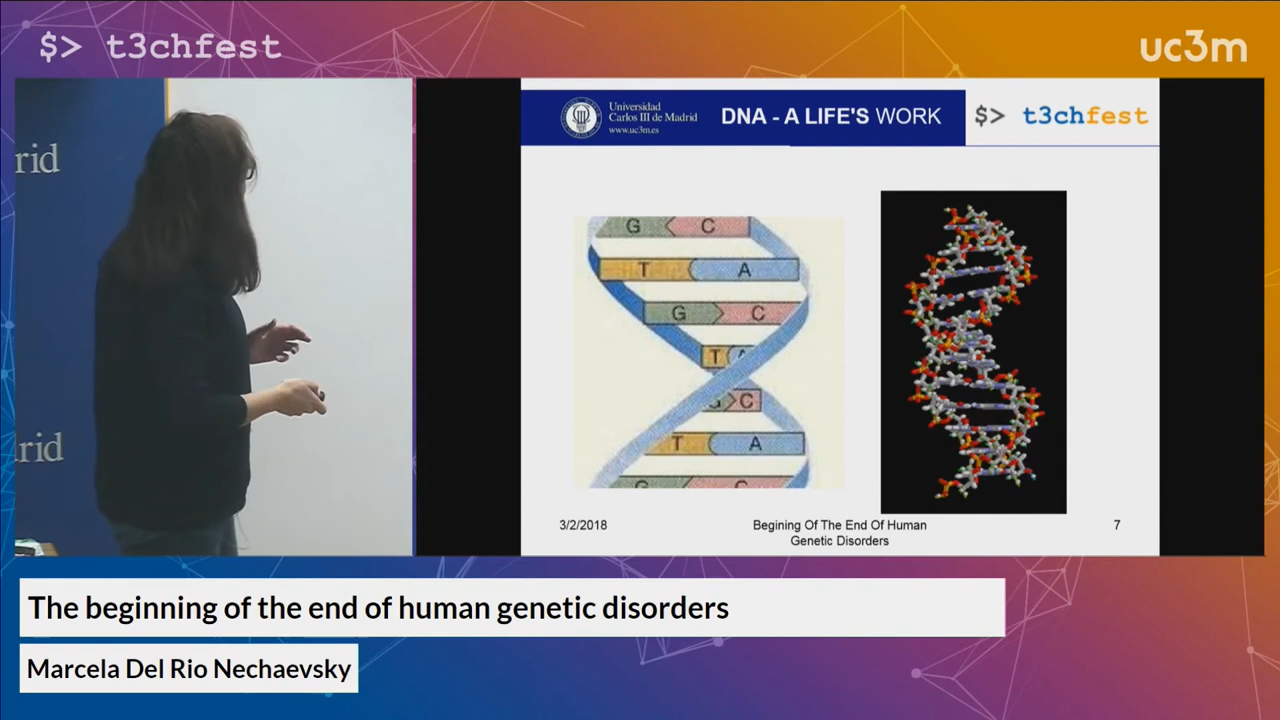 $> t3chfest
uc3m
rid
rid
Universidad
Carlos III de Madrid
www.uc3m.es
DNA - A LIFE'S WORK
$> t3chfest
G C
T A
G C
T A
G C
T A
G C
3/2/2018
Begining Of The End Of Human
Genetic Disorders
7
The beginning of the end of human genetic disorders
Marcela Del Rio Nechaevsky